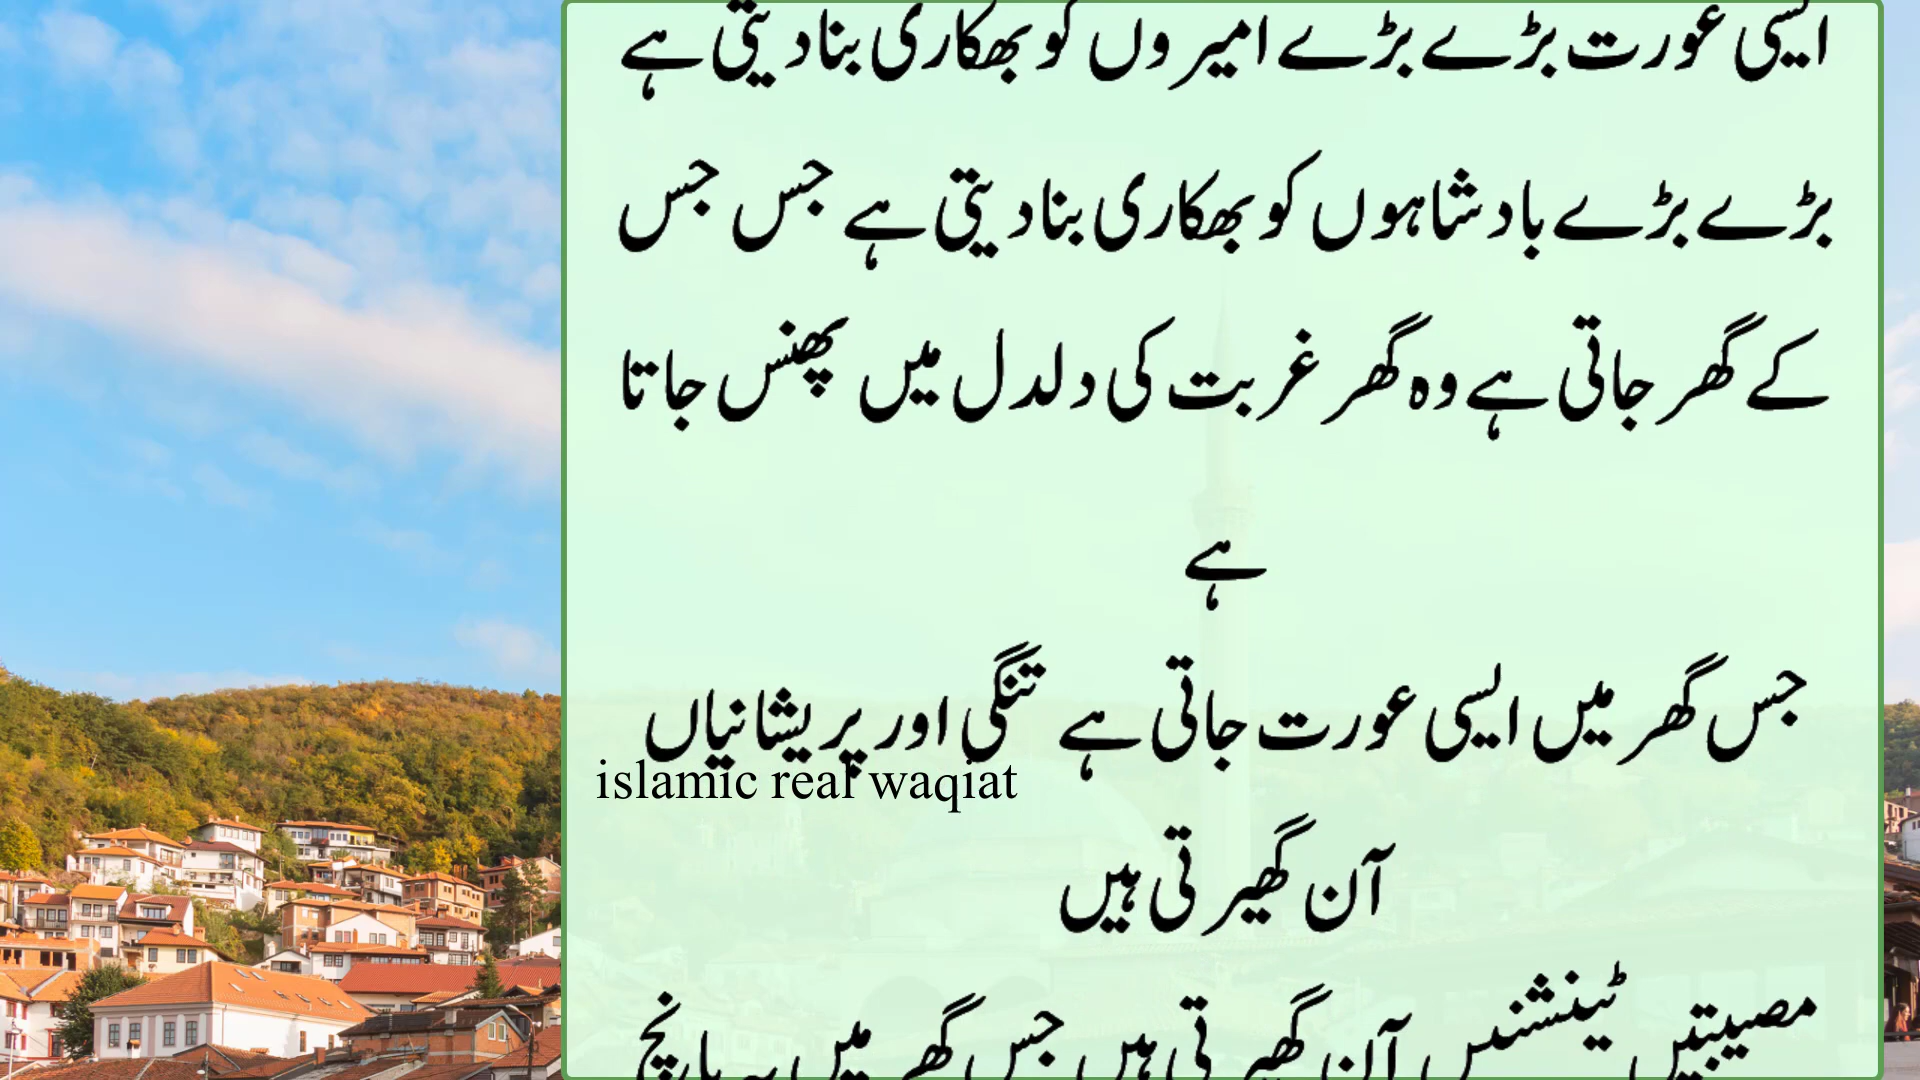 ایسی عورت بڑے بڑے امیروں کو بھکاری بنا دیتی ہے
بڑے بڑے بادشاہوں کو بھکاری بنا دیتی ہے جس جس
کے گھر جاتی ہے وہ گھر غربت کی دلدل میں پھنس جاتا
ہے
جس گھر میں ایسی عورت جاتی ہے تنگی اور پریشانیاں
islamic real waqiat
آن گھیرتی ہیں
مصیبتیں ٹینشنیں آن گھیرتی ہیں جس گھر میں یہ پانچ